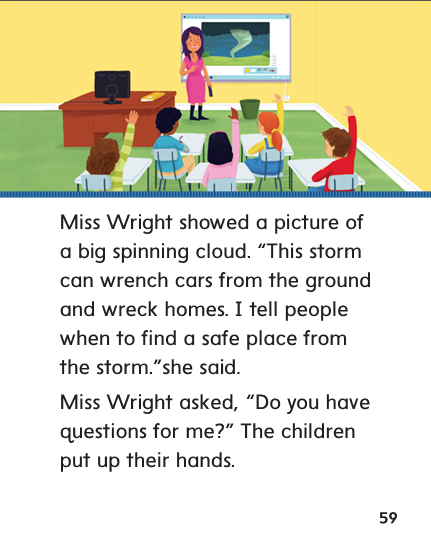 Miss Wright showed a picture of
a big spinning cloud. “This storm
can wrench cars from the ground
and wreck homes. I tell people
when to find a safe place from
the storm.”she said.
Miss Wright asked, “Do you have
questions for me?” The children
put up their hands.
59